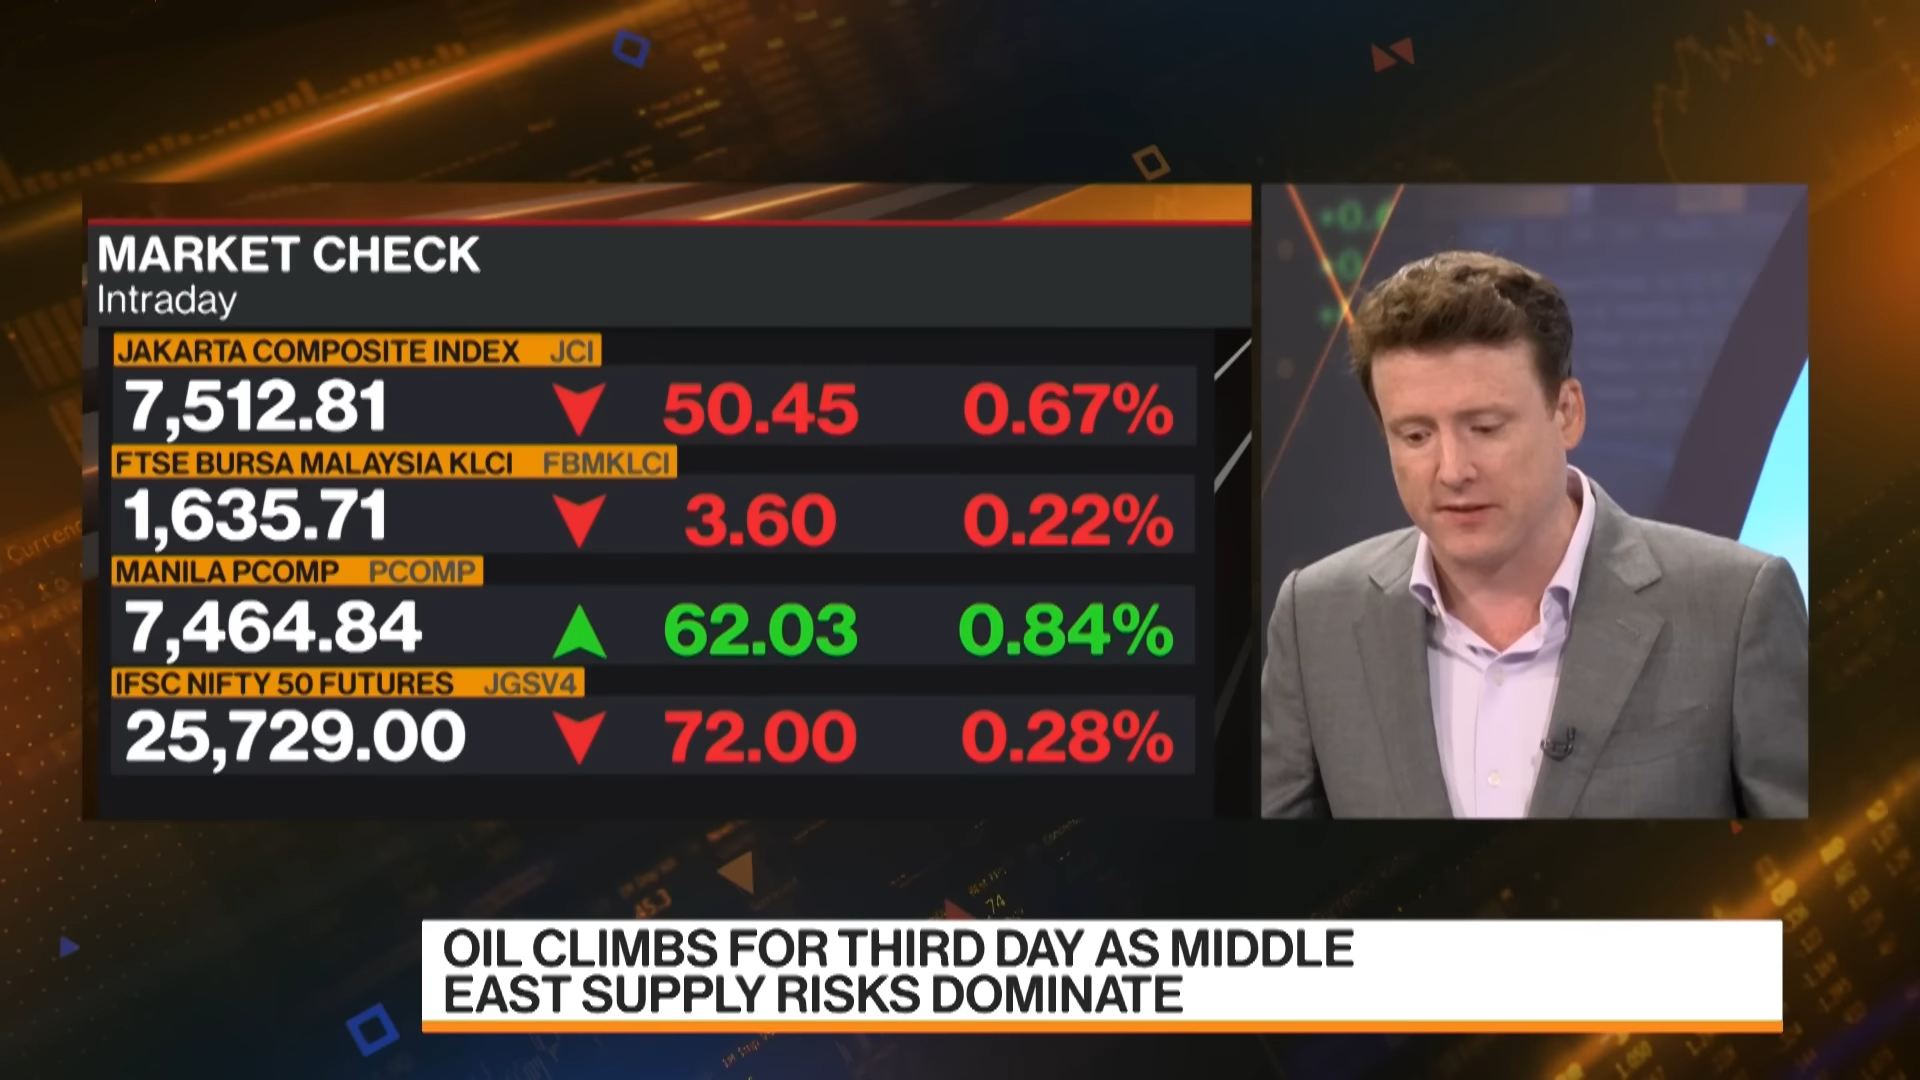 MARKET CHECK
Intraday
JAKARTA COMPOSITE INDEX JCI
7,512.81 50.45 0.67%
FTSE BURSA MALAYSIA KLCI FBMKLCI
1,635.71 3.60 0.22%
MANILA PCOMP PCOMP
7,464.84 62.03 0.84%
IFSC NIFTY 50 FUTURES JGSV4
25,729.00 72.00 0.28%
OIL CLIMBS FOR THIRD DAY AS MIDDLE
EAST SUPPLY RISKS DOMINATE